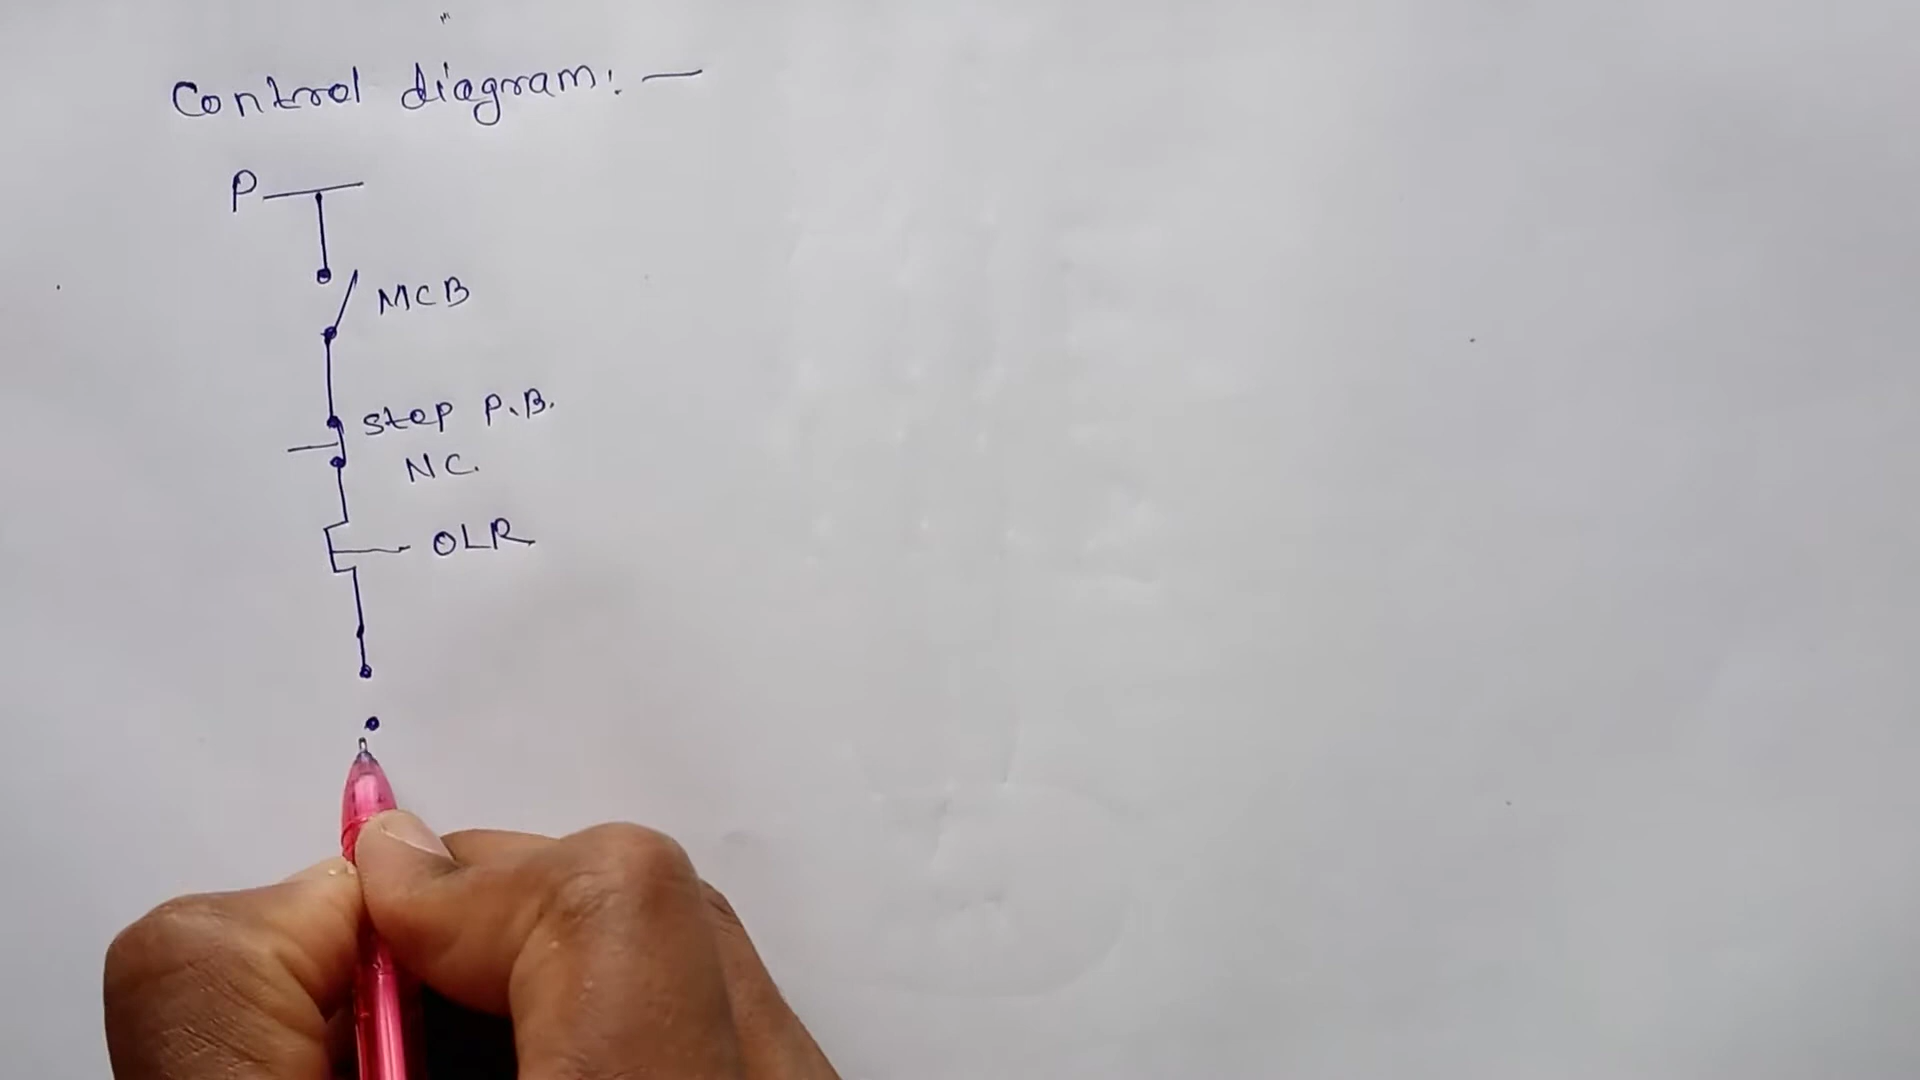 Control diagram: —
P
MCB
Stop P.B.
NC.
OLR